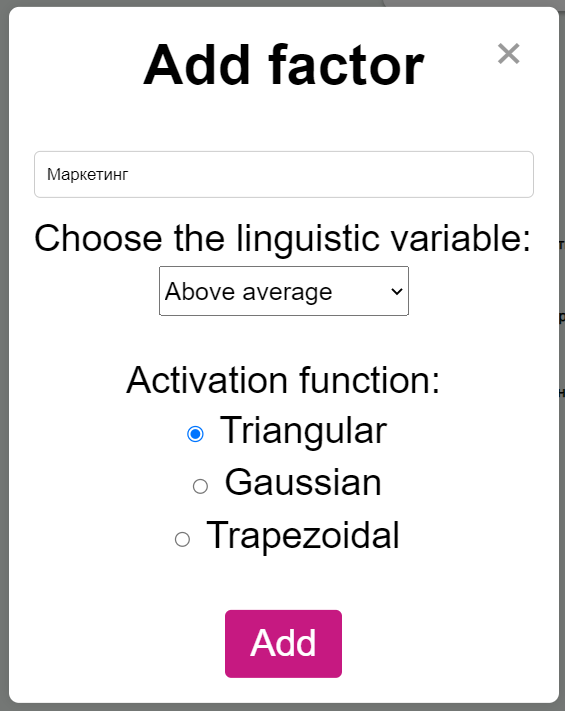 Add factor
×
Маркетинг
Choose the linguistic variable:
Above average
Activation function:
Triangular
Gaussian
Trapezoidal
Add